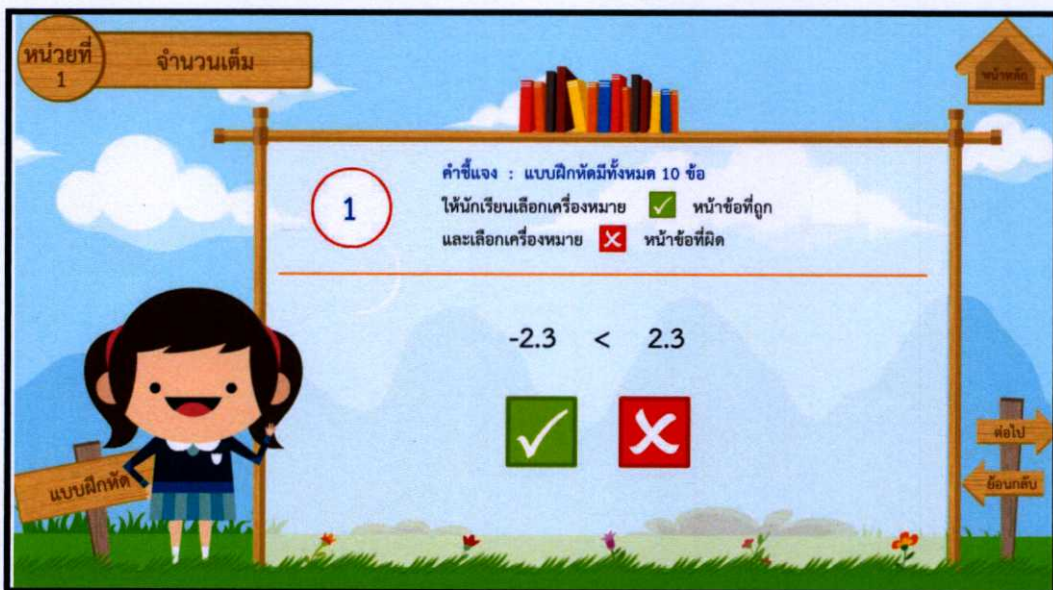 หน่วยที่
1
จำนวนเต็ม
หน้าหลัก
1
คำชี้แจง : แบบฝึกหัดมีทั้งหมด 10 ข้อ
ให้นักเรียนเลือกเครื่องหมาย หน้าข้อที่ถูก
และเลือกเครื่องหมาย หน้าข้อที่ผิด
-2.3 < 2.3
แบบฝึกหัด
ต่อไป
ย้อนกลับ